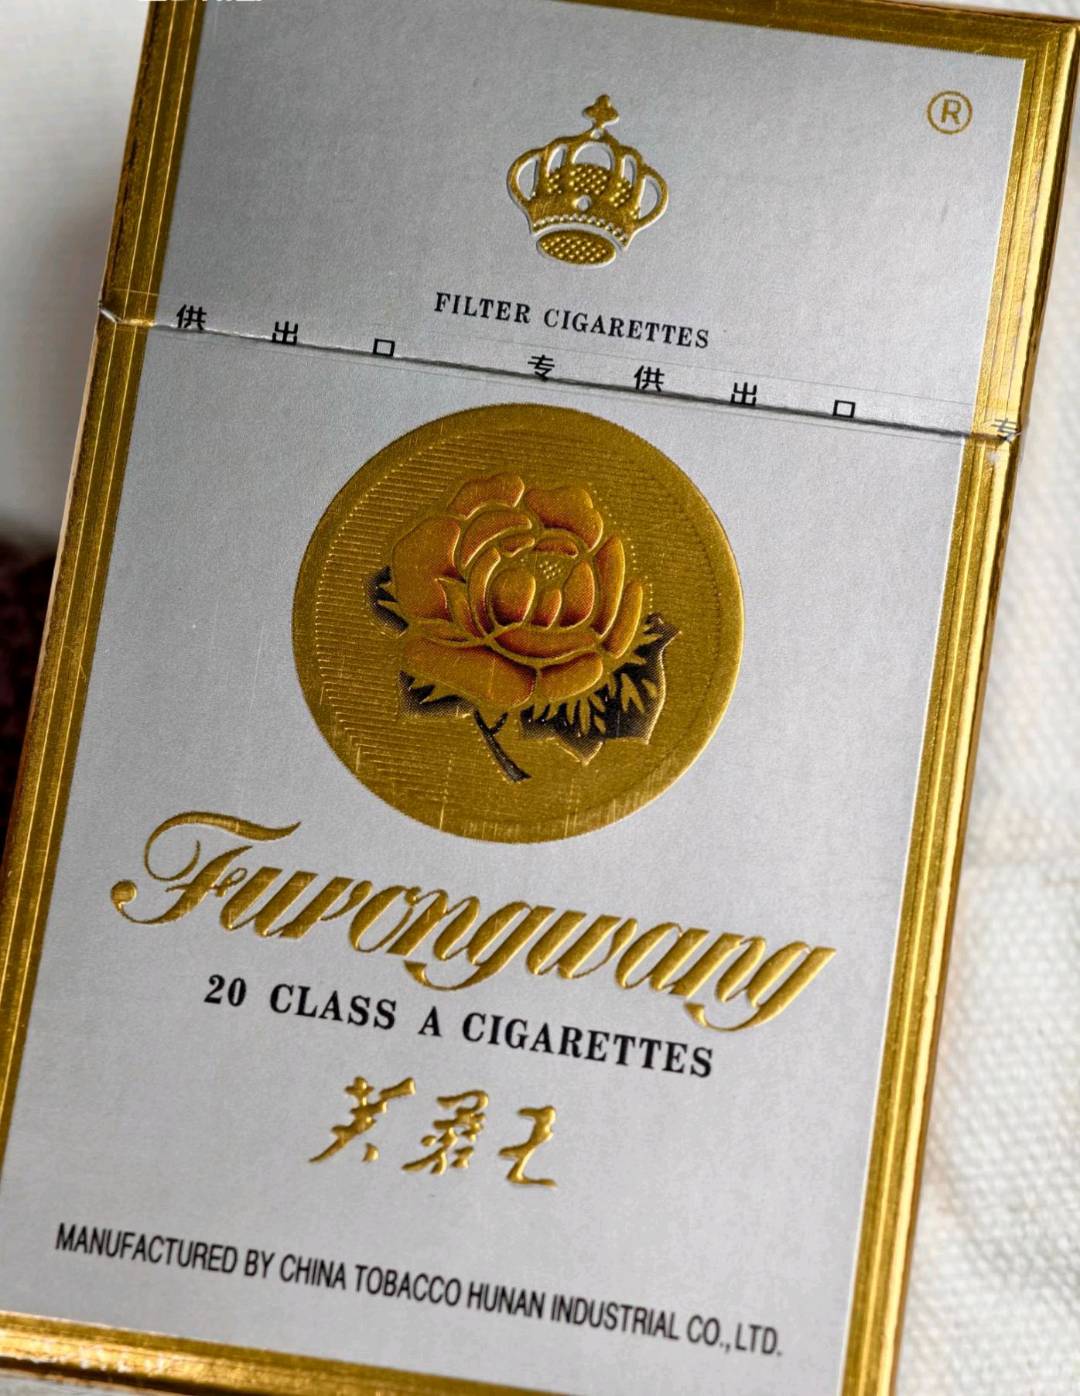 ®
FILTER CIGARETTES
供 出 口 专 供 出 口 专
Furongwang
20 CLASS A CIGARETTES
芙蓉王
MANUFACTURED BY CHINA TOBACCO HUNAN INDUSTRIAL CO., LTD.